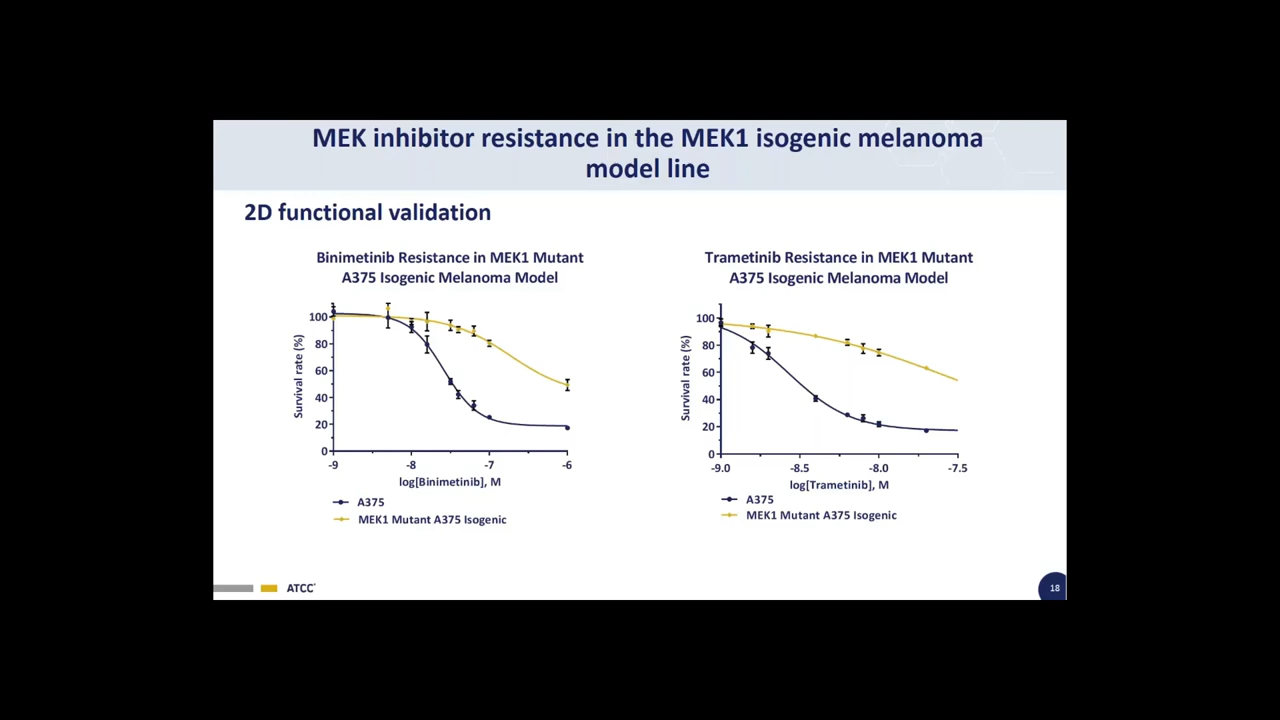 MEK inhibitor resistance in the MEK1 isogenic melanoma
model line
2D functional validation
Binimetinib Resistance in MEK1 Mutant
A375 Isogenic Melanoma Model
Survival rate (%)
100
80
60
40
20
0
-9 -8 -7 -6
log[Binimetinib], M
A375
MEK1 Mutant A375 Isogenic
Trametinib Resistance in MEK1 Mutant
A375 Isogenic Melanoma Model
Survival rate (%)
100
80
60
40
20
0
-9.0 -8.5 -8.0 -7.5
log[Trametinib], M
A375
MEK1 Mutant A375 Isogenic
ATCC
18